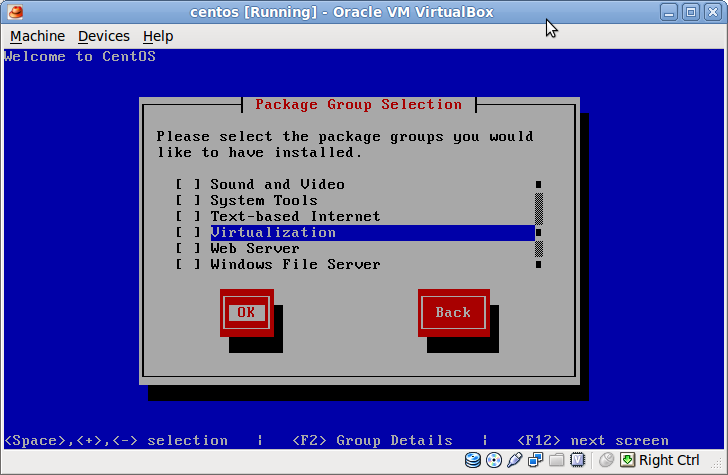 centos [Running] - Oracle VM VirtualBox
Machine Devices Help
Welcome to CentOS
Package Group Selection
Please select the package groups you would
like to have installed.
[ ] Sound and Video
[ ] System Tools
[ ] Text-based Internet
[ ] Virtualization
[ ] Web Server
[ ] Windows File Server
OK Back
<Space>,<+>,<-> selection | <F2> Group Details | <F12> next screen
Right Ctrl